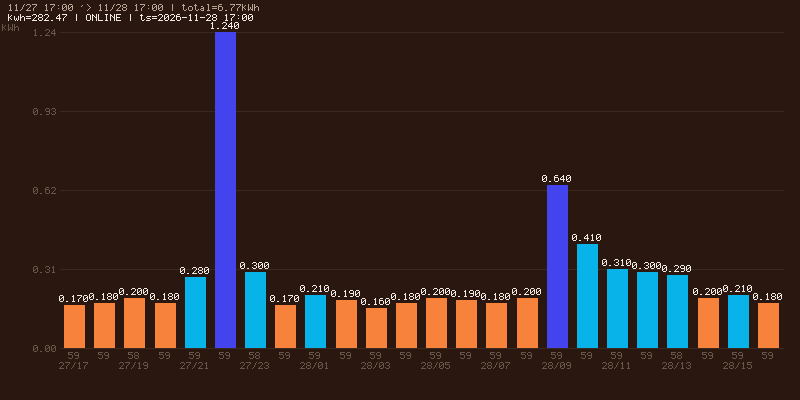 11/27 17:00 -> 11/28 17:00 | total=6.77kWh
Kwh=282.47 | ONLINE | ts=2026-11-28 17:00
kWh
1.24
0.93
0.62
0.31
0.00
0.170 0.180 0.200 0.180 0.280 1.240 0.300 0.170 0.210 0.190 0.160 0.180 0.200 0.190 0.180 0.200 0.640 0.410 0.310 0.300 0.290 0.200 0.210 0.180
59 59 58 59 59 59 58 59 59 59 59 59 59 59 59 59 59 59 59 59 58 59 59 59
27/17 27/19 27/21 27/23 28/01 28/03 28/05 28/07 28/09 28/11 28/13 28/15